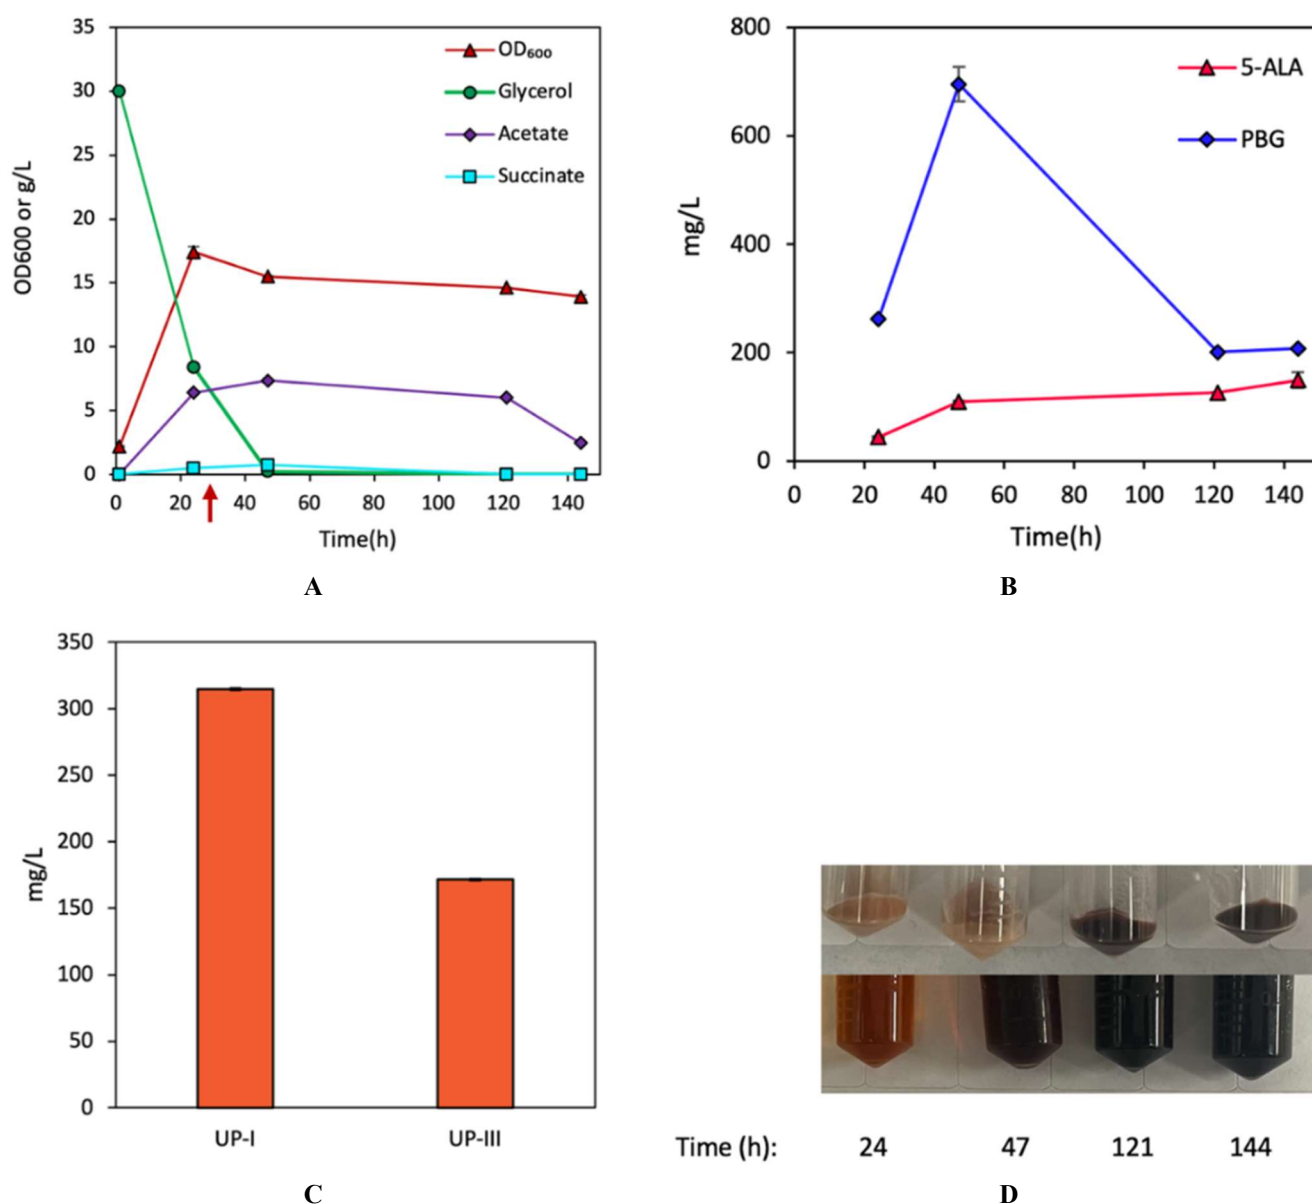 35
30
25
20
15
10
5
0
OD600 or g/L
OD₆₀₀
Glycerol
Acetate
Succinate
0 20 40 60 80 100 120 140
Time(h)
A
800
600
400
200
0
mg/L
5-ALA
PBG
0 20 40 60 80 100 120 140
Time(h)
B
350
300
250
200
150
100
50
0
mg/L
UP-I UP-III
C
Time (h): 24 47 121 144
D